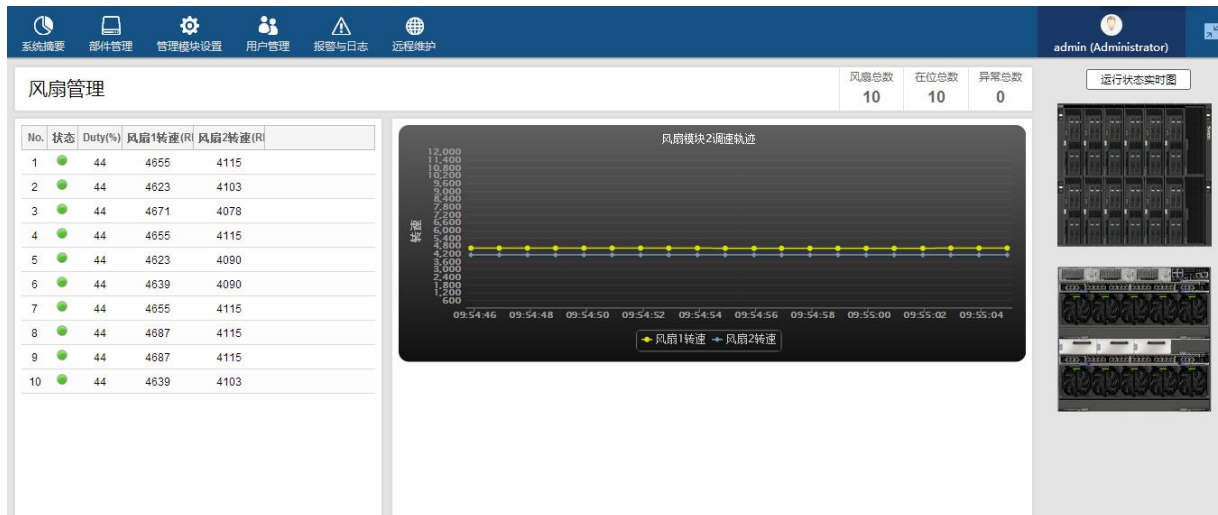 系统摘要 部件管理 管理模块设置 用户管理 报警与日志 远程维护 admin (Administrator)
风扇管理
风扇总数 在位总数 异常总数
10 10 0
运行状态实时图
No. 状态 Duty(%) 风扇1转速(RI 风扇2转速(RI
1 44 4655 4115
2 44 4623 4103
3 44 4671 4078
4 44 4655 4115
5 44 4623 4090
6 44 4639 4090
7 44 4655 4115
8 44 4687 4115
9 44 4687 4115
10 44 4639 4103
风扇模块2调速轨迹
转速
12,000
11,400
10,800
10,200
9,600
9,000
8,400
7,800
7,200
6,600
6,000
5,400
4,800
4,200
3,600
3,000
2,400
1,800
1,200
600
09:54:46 09:54:48 09:54:50 09:54:52 09:54:54 09:54:56 09:54:58 09:55:00 09:55:02 09:55:04
风扇1转速 风扇2转速